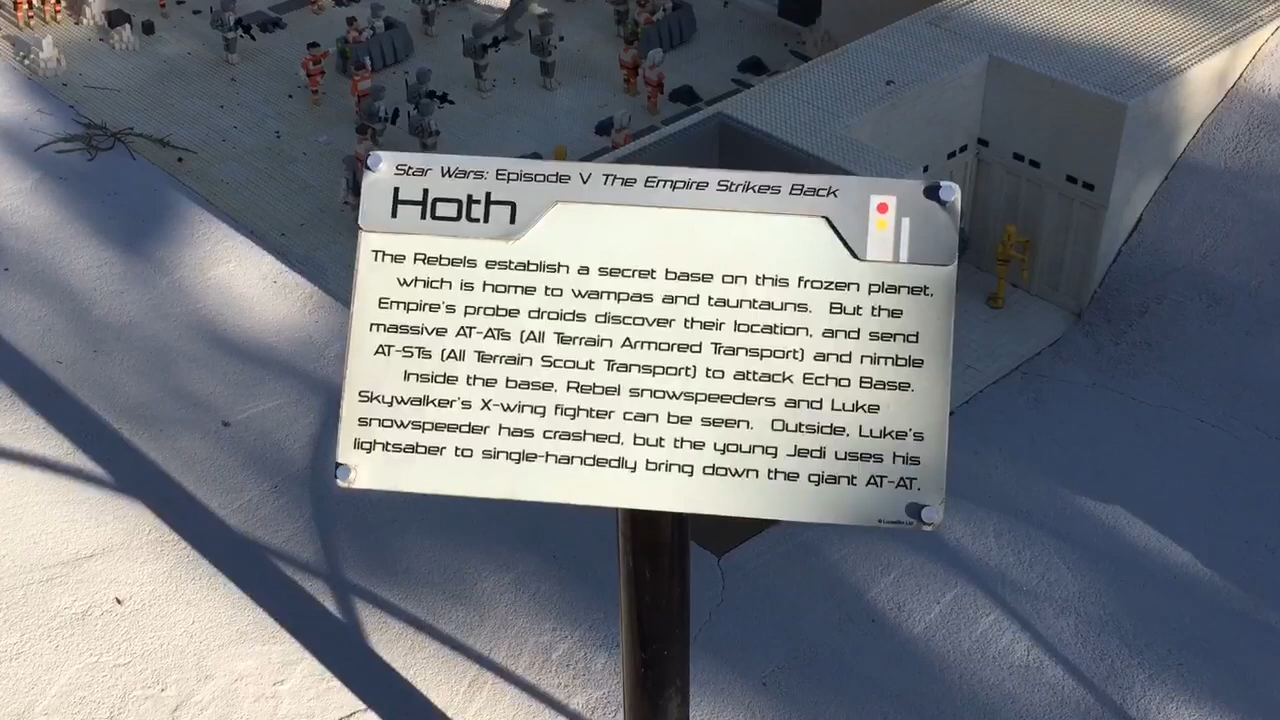 Star Wars: Episode V The Empire Strikes Back
Hoth
The Rebels establish a secret base on this frozen planet,
which is home to wampas and tauntauns. But the
Empire's probe droids discover their location, and send
massive AT-ATs (All Terrain Armored Transport) and nimble
AT-STs (All Terrain Scout Transport) to attack Echo Base.
Inside the base, Rebel snowspeeders and Luke
Skywalker's X-wing fighter can be seen. Outside, Luke's
snowspeeder has crashed, but the young Jedi uses his
lightsaber to single-handedly bring down the giant AT-AT.
© Lucasfilm Ltd